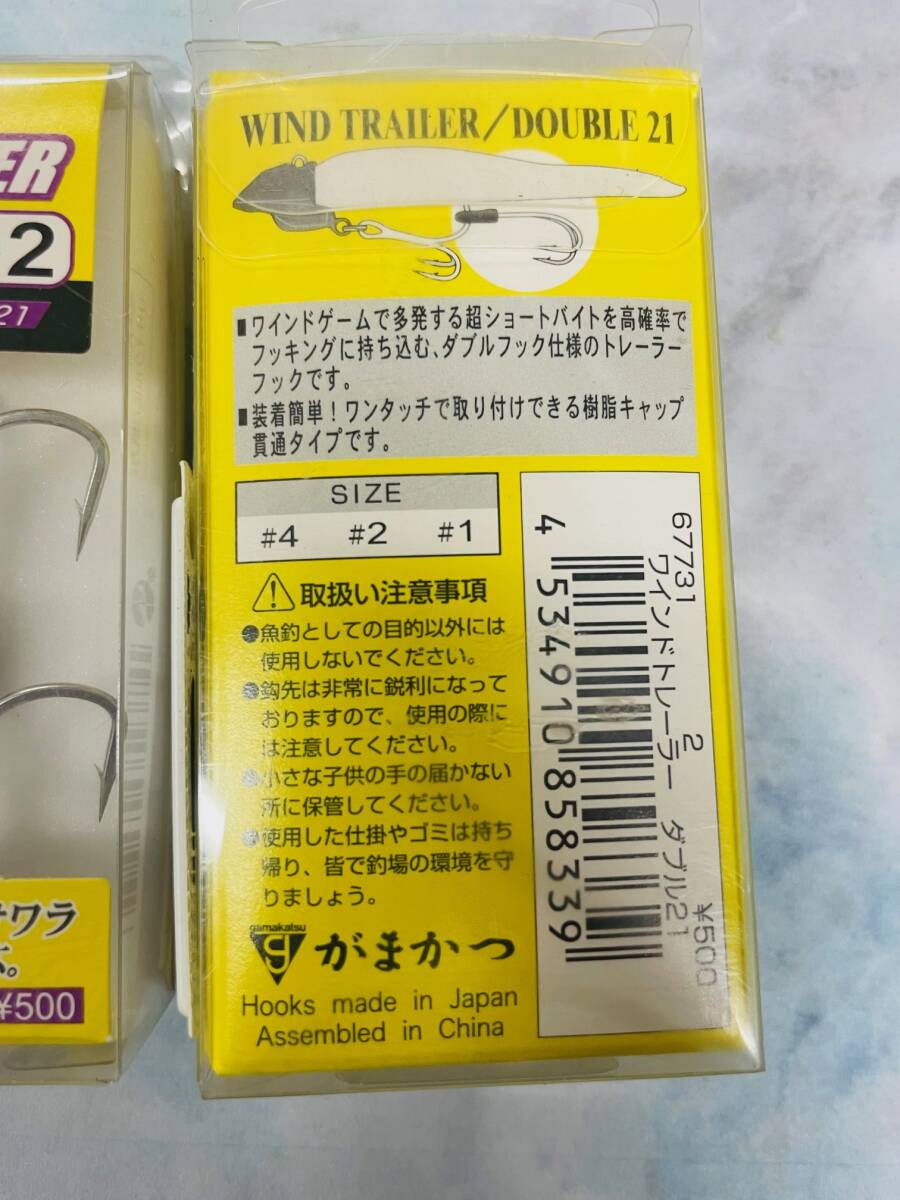 ER
-2
21
サワラ
¥500
WIND TRAILER/DOUBLE 21
■ワインドゲームで多発する超ショートバイトを高確率で
フッキングに持ち込む、ダブルフック仕様のトレーラー
フックです。
■装着簡単!ワンタッチで取り付けできる樹脂キャップ
貫通タイプです。
SIZE
#4 #2 #1
取扱い注意事項
●魚釣としての目的以外には
使用しないでください。
●鈎先は非常に鋭利になって
おりますので、使用の際に
は注意してください。
●小さな子供の手の届かない
所に保管してください。
●使用した仕掛やゴミは持ち
帰り、皆で釣場の環境を守
りましょう。
gamakatsu
がまかつ
Hooks made in Japan
Assembled in China
67731 2
ワインドトレーラー ダブル21 ¥500
4 534910 858339